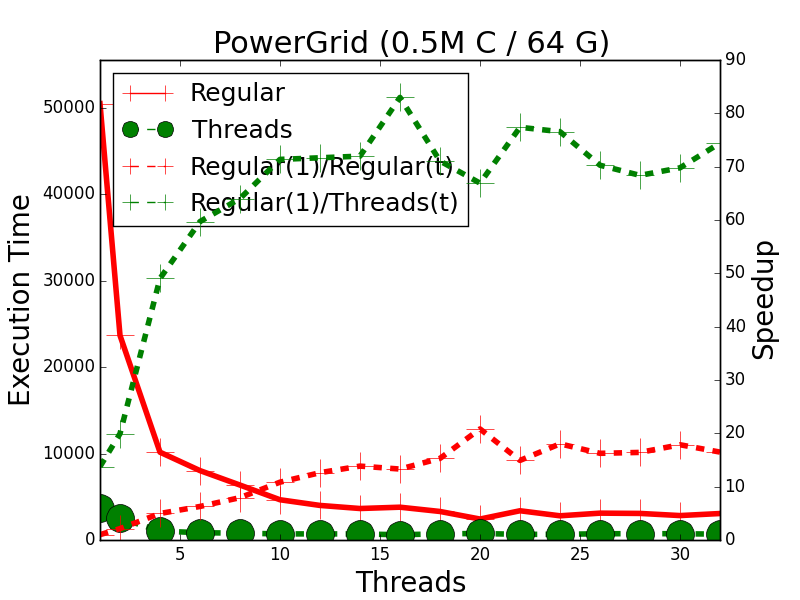 PowerGrid (0.5M C / 64 G)
Regular
Threads
Regular(1)/Regular(t)
Regular(1)/Threads(t)
Execution Time
50000
40000
30000
20000
10000
0
Speedup
90
80
70
60
50
40
30
20
10
0
5 10 15 20 25 30
Threads